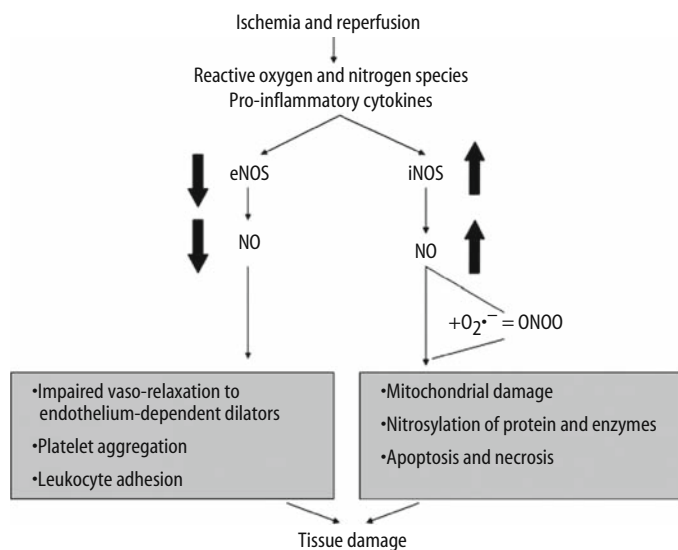 Ischemia and reperfusion
Reactive oxygen and nitrogen species
Pro-inflammatory cytokines
eNOS
iNOS
NO
NO
+O₂•⁻ = ONOO
•Impaired vaso-relaxation to
endothelium-dependent dilators
•Platelet aggregation
•Leukocyte adhesion
•Mitochondrial damage
•Nitrosylation of protein and enzymes
•Apoptosis and necrosis
Tissue damage